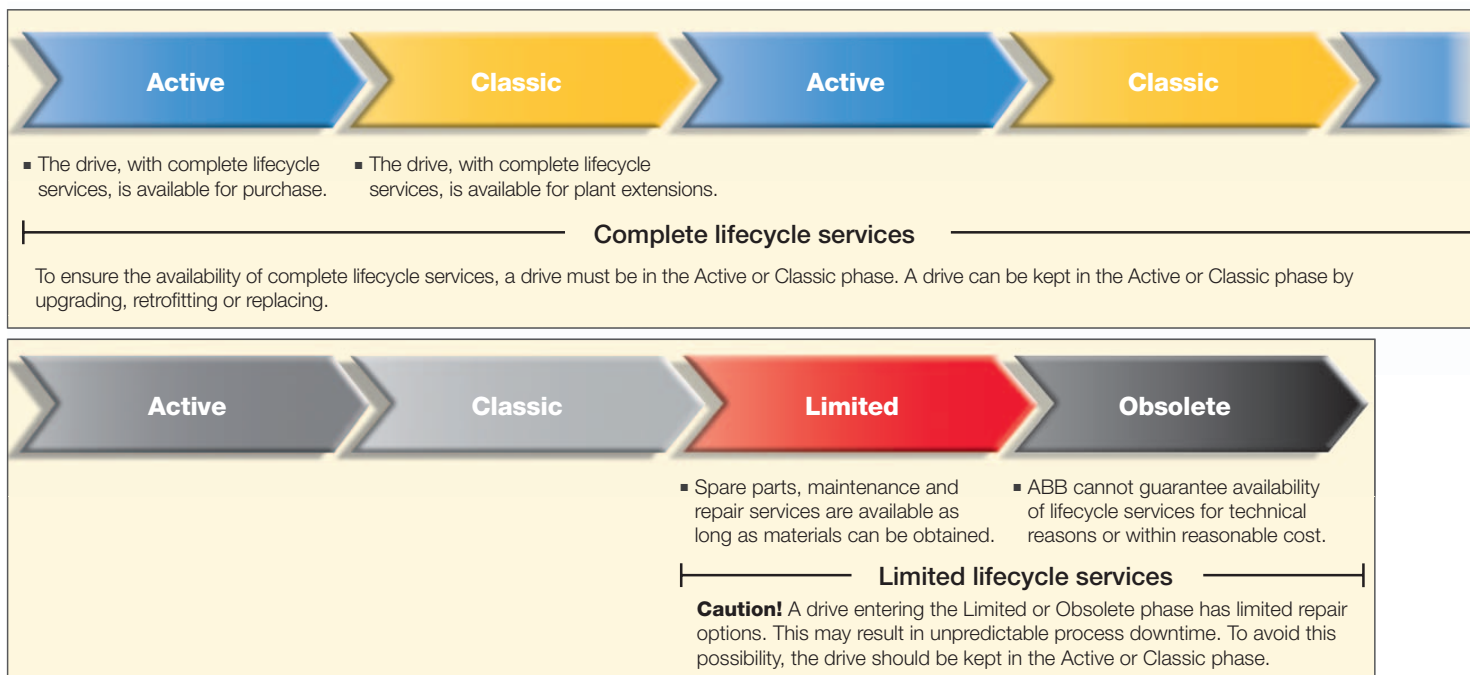 Active
Classic
Active
Classic
■ The drive, with complete lifecycle
services, is available for purchase.
■ The drive, with complete lifecycle
services, is available for plant extensions.
Complete lifecycle services
To ensure the availability of complete lifecycle services, a drive must be in the Active or Classic phase. A drive can be kept in the Active or Classic phase by
upgrading, retrofitting or replacing.
Active
Classic
Limited
Obsolete
■ Spare parts, maintenance and
repair services are available as
long as materials can be obtained.
■ ABB cannot guarantee availability
of lifecycle services for technical
reasons or within reasonable cost.
Limited lifecycle services
Caution! A drive entering the Limited or Obsolete phase has limited repair
options. This may result in unpredictable process downtime. To avoid this
possibility, the drive should be kept in the Active or Classic phase.